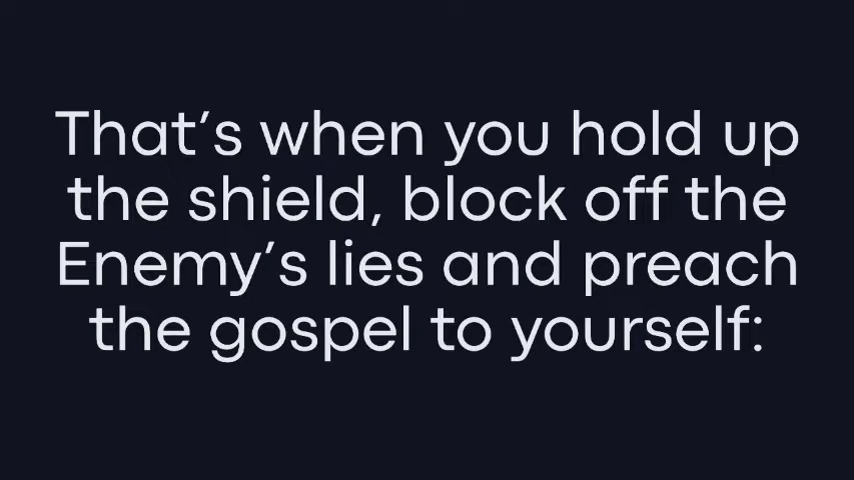 That’s when you hold up
the shield, block off the
Enemy’s lies and preach
the gospel to yourself: